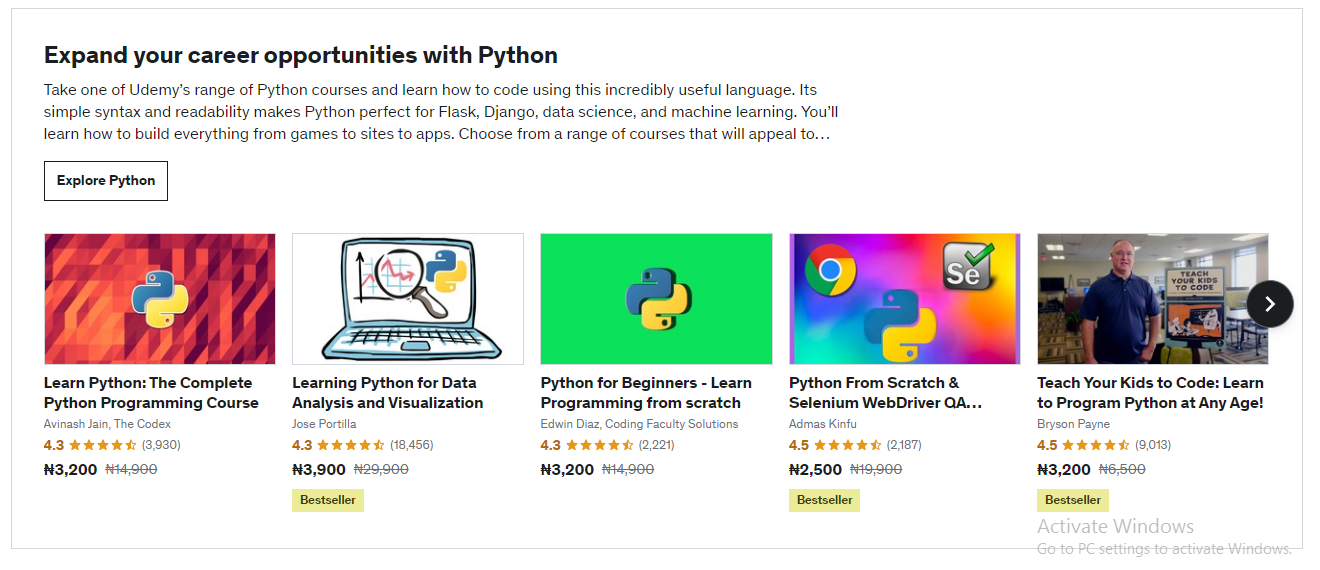 Expand your career opportunities with Python
Take one of Udemy's range of Python courses and learn how to code using this incredibly useful language. Its
simple syntax and readability makes Python perfect for Flask, Django, data science, and machine learning. You'll
learn how to build everything from games to sites to apps. Choose from a range of courses that will appeal to…
Explore Python
Se
TEACH
YOUR KIDS
TO CODE
Learn Python: The Complete
Python Programming Course
Avinash Jain, The Codex
4.3 (3,930)
₦3,200 ₦14,900
Learning Python for Data
Analysis and Visualization
Jose Portilla
4.3 (18,456)
₦3,900 ₦29,900
Bestseller
Python for Beginners - Learn
Programming from scratch
Edwin Diaz, Coding Faculty Solutions
4.3 (2,221)
₦3,200 ₦14,900
Python From Scratch &
Selenium WebDriver QA…
Admas Kinfu
4.5 (2,187)
₦2,500 ₦19,900
Bestseller
Teach Your Kids to Code: Learn
to Program Python at Any Age!
Bryson Payne
4.5 (9,013)
₦3,200 ₦6,500
Bestseller
Activate Windows
Go to PC settings to activate Windows.